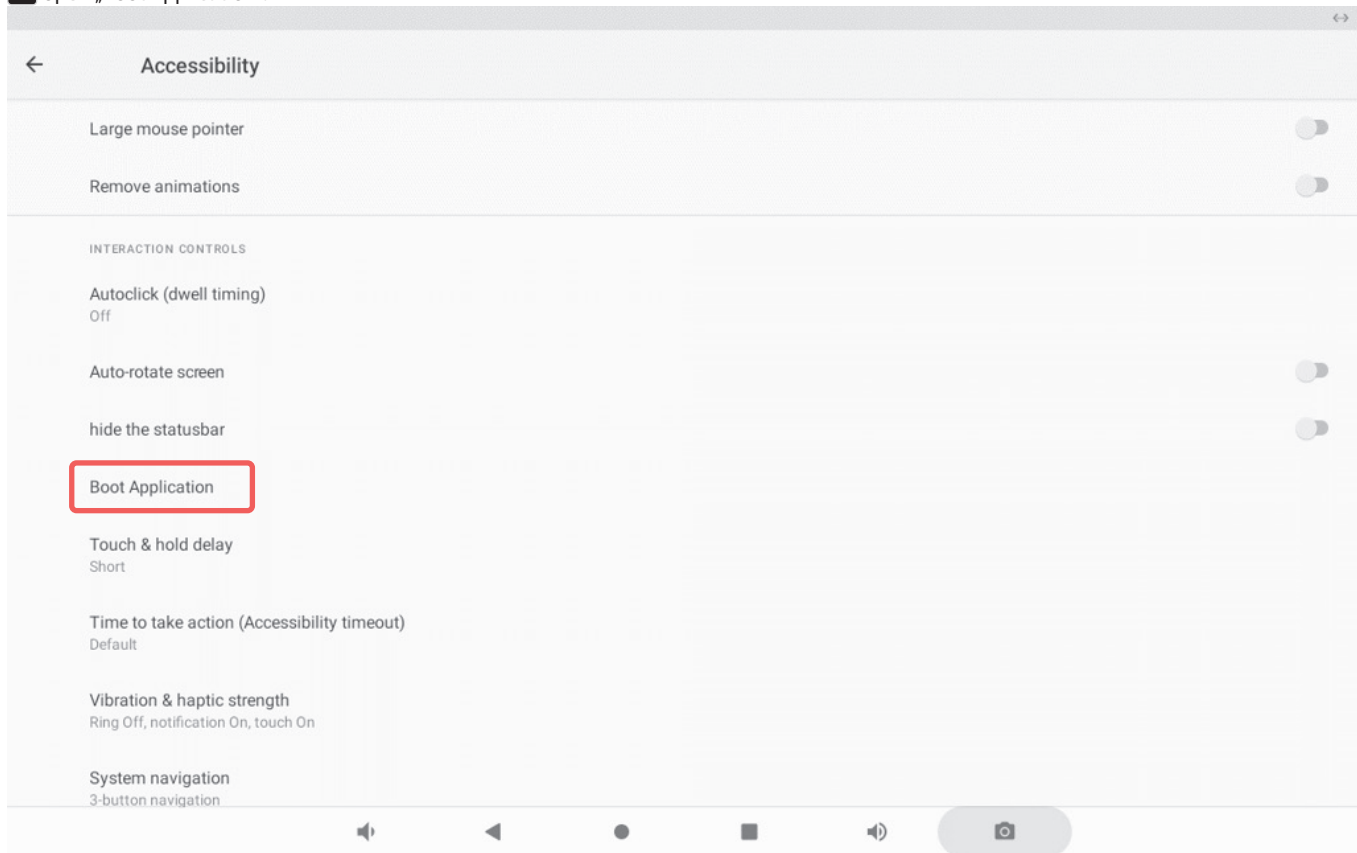 Accessibility
Large mouse pointer
Remove animations
INTERACTION CONTROLS
Autoclick (dwell timing)
Off
Auto-rotate screen
hide the statusbar
Boot Application
Touch & hold delay
Short
Time to take action (Accessibility timeout)
Default
Vibration & haptic strength
Ring Off, notification On, touch On
System navigation
3-button navigation